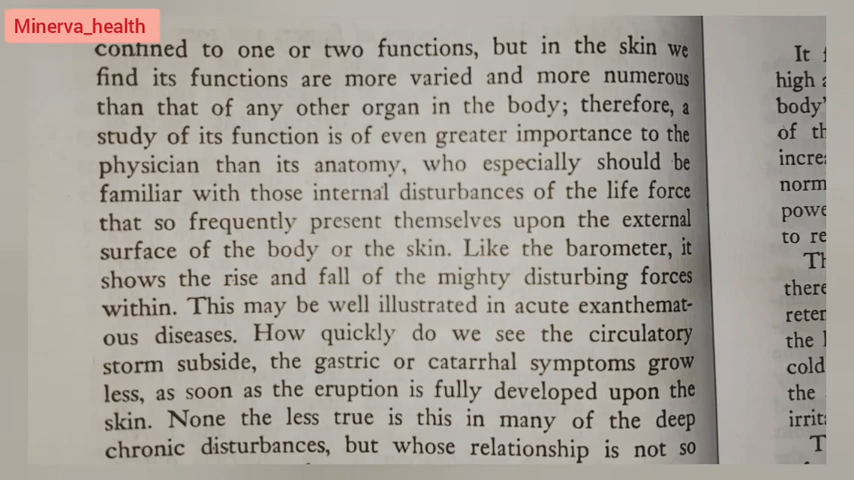 Minerva_health
confined to one or two functions, but in the skin we
find its functions are more varied and more numerous
than that of any other organ in the body; therefore, a
study of its function is of even greater importance to the
physician than its anatomy, who especially should be
familiar with those internal disturbances of the life force
that so frequently present themselves upon the external
surface of the body or the skin. Like the barometer, it
shows the rise and fall of the mighty disturbing forces
within. This may be well illustrated in acute exanthemat-
ous diseases. How quickly do we see the circulatory
storm subside, the gastric or catarrhal symptoms grow
less, as soon as the eruption is fully developed upon the
skin. None the less true is this in many of the deep
chronic disturbances, but whose relationship is not so
It
high
of
to
the
cold
the